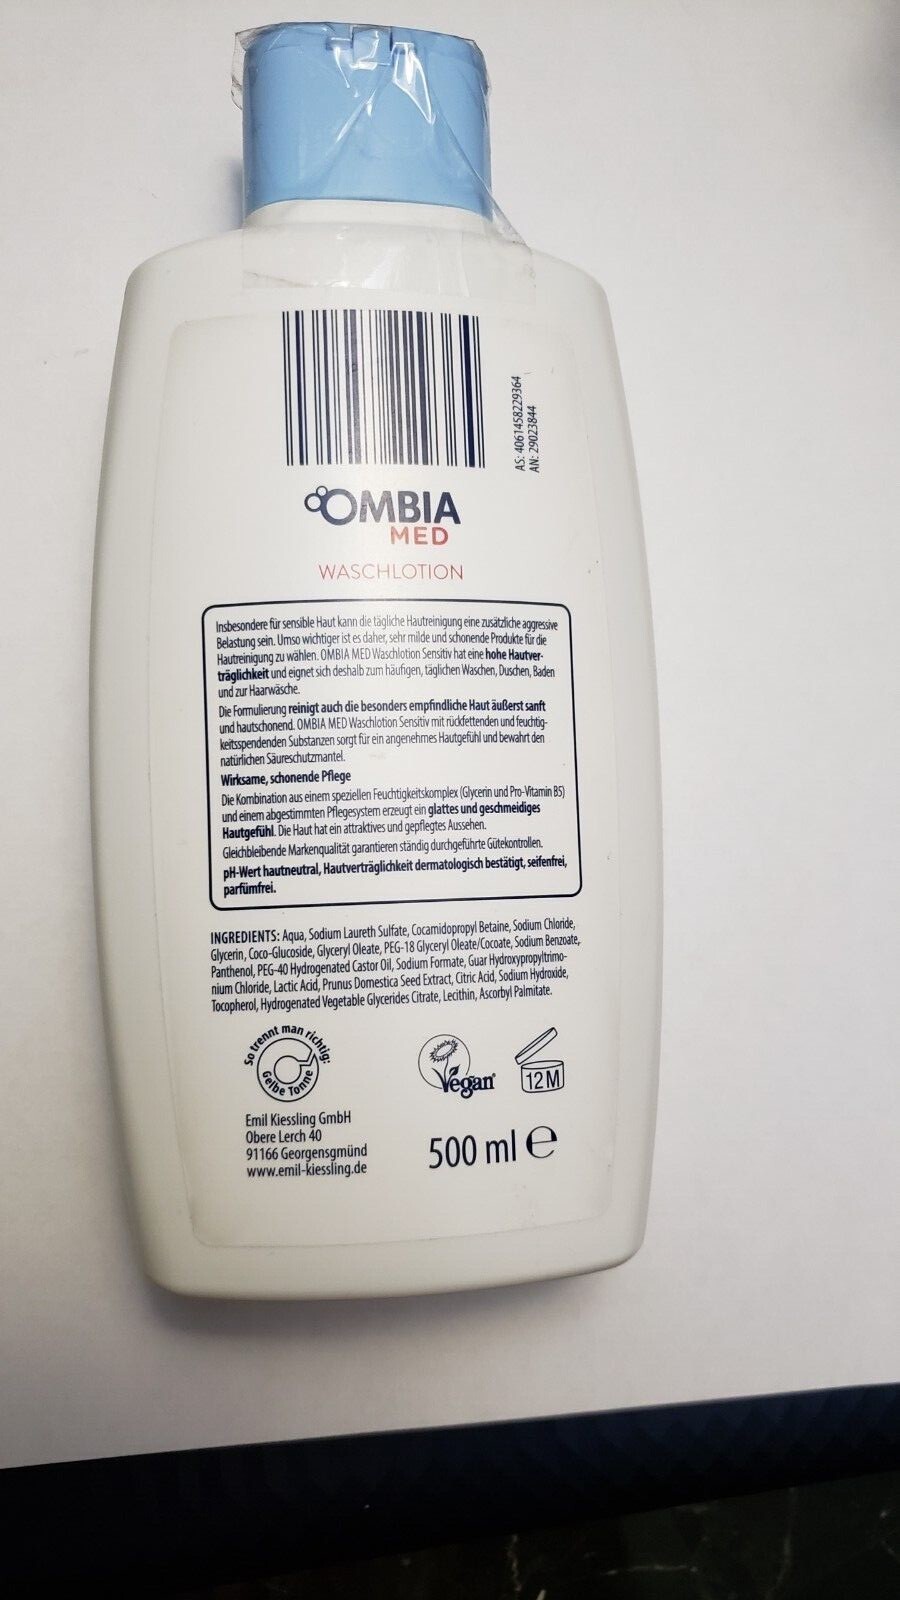 AS: 4061458229364
AN: 29023844
OMBIA
MED
WASCHLOTION
Insbesondere für sensible Haut kann die tägliche Hautreinigung eine zusätzliche aggressive
Belastung sein. Umso wichtiger ist es daher, sehr milde und schonende Produkte für die
Hautreinigung zu wählen. OMBIA MED Waschlotion Sensitiv hat eine hohe Hautver-
träglichkeit und eignet sich deshalb zum häufigen, täglichen Waschen, Duschen, Baden
und zur Haarwäsche.
Die Formulierung reinigt auch die besonders empfindliche Haut äußerst sanft
und hautschonend. OMBIA MED Waschlotion Sensitiv mit rückfettenden und feuchtig-
keitsspendenden Substanzen sorgt für ein angenehmes Hautgefühl und bewahrt den
natürlichen Säureschutzmantel.
Wirksame, schonende Pflege
Die Kombination aus einem speziellen Feuchtigkeitskomplex (Glycerin und Pro-Vitamin B5)
und einem abgestimmten Pflegesystem erzeugt ein glattes und geschmeidiges
Hautgefühl. Die Haut hat ein attraktives und gepflegtes Aussehen.
Gleichbleibende Markenqualität garantieren ständig durchgeführte Gütekontrollen.
pH-Wert hautneutral, Hautverträglichkeit dermatologisch bestätigt, seifenfrei,
parfümfrei.
INGREDIENTS: Aqua, Sodium Laureth Sulfate, Cocamidopropyl Betaine, Sodium Chloride,
Glycerin, Coco-Glucoside, Glyceryl Oleate, PEG-18 Glyceryl Oleate/Cocoate, Sodium Benzoate,
Panthenol, PEG-40 Hydrogenated Castor Oil, Sodium Formate, Guar Hydroxypropyltrimo-
nium Chloride, Lactic Acid, Prunus Domestica Seed Extract, Citric Acid, Sodium Hydroxide,
Tocopherol, Hydrogenated Vegetable Glycerides Citrate, Lecithin, Ascorbyl Palmitate.
So trennt man richtig:
Gelbe Tonne
Vegan
12 M
Emil Kiessling GmbH
Obere Lerch 40
91166 Georgensgmünd
www.emil-kiessling.de
500 ml ℮